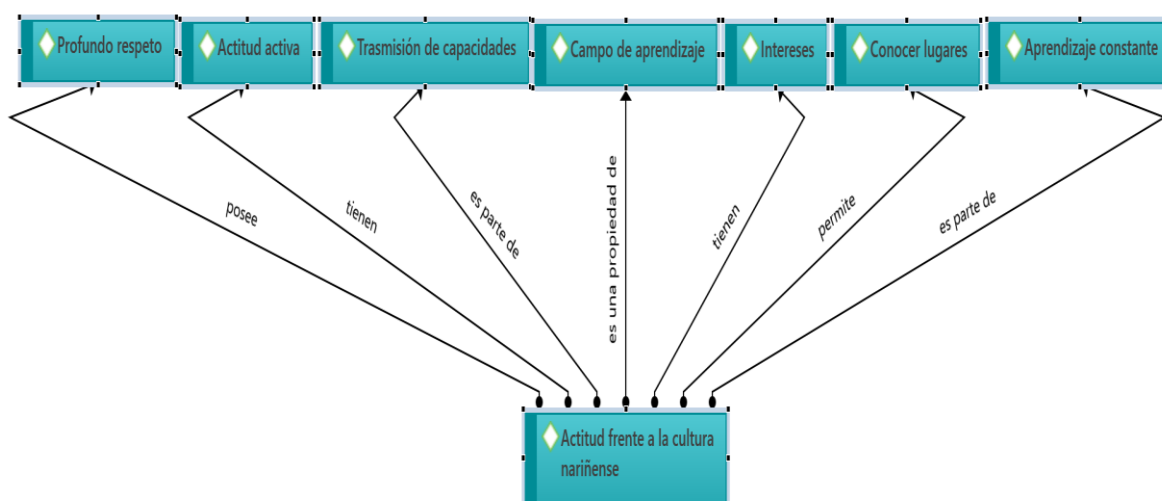 Profundo respeto
Actitud activa
Trasmisión de capacidades
Campo de aprendizaje
Intereses
Conocer lugares
Aprendizaje constante
posee
tienen
es parte de
es una propiedad de
tienen
permite
es parte de
Actitud frente a la cultura
nariñense